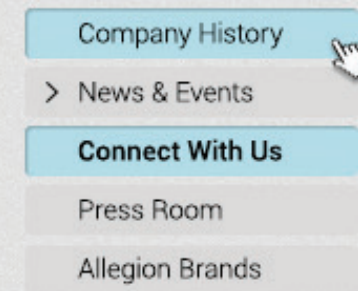 Company History
News & Events
Connect With Us
Press Room
Allegion Brands